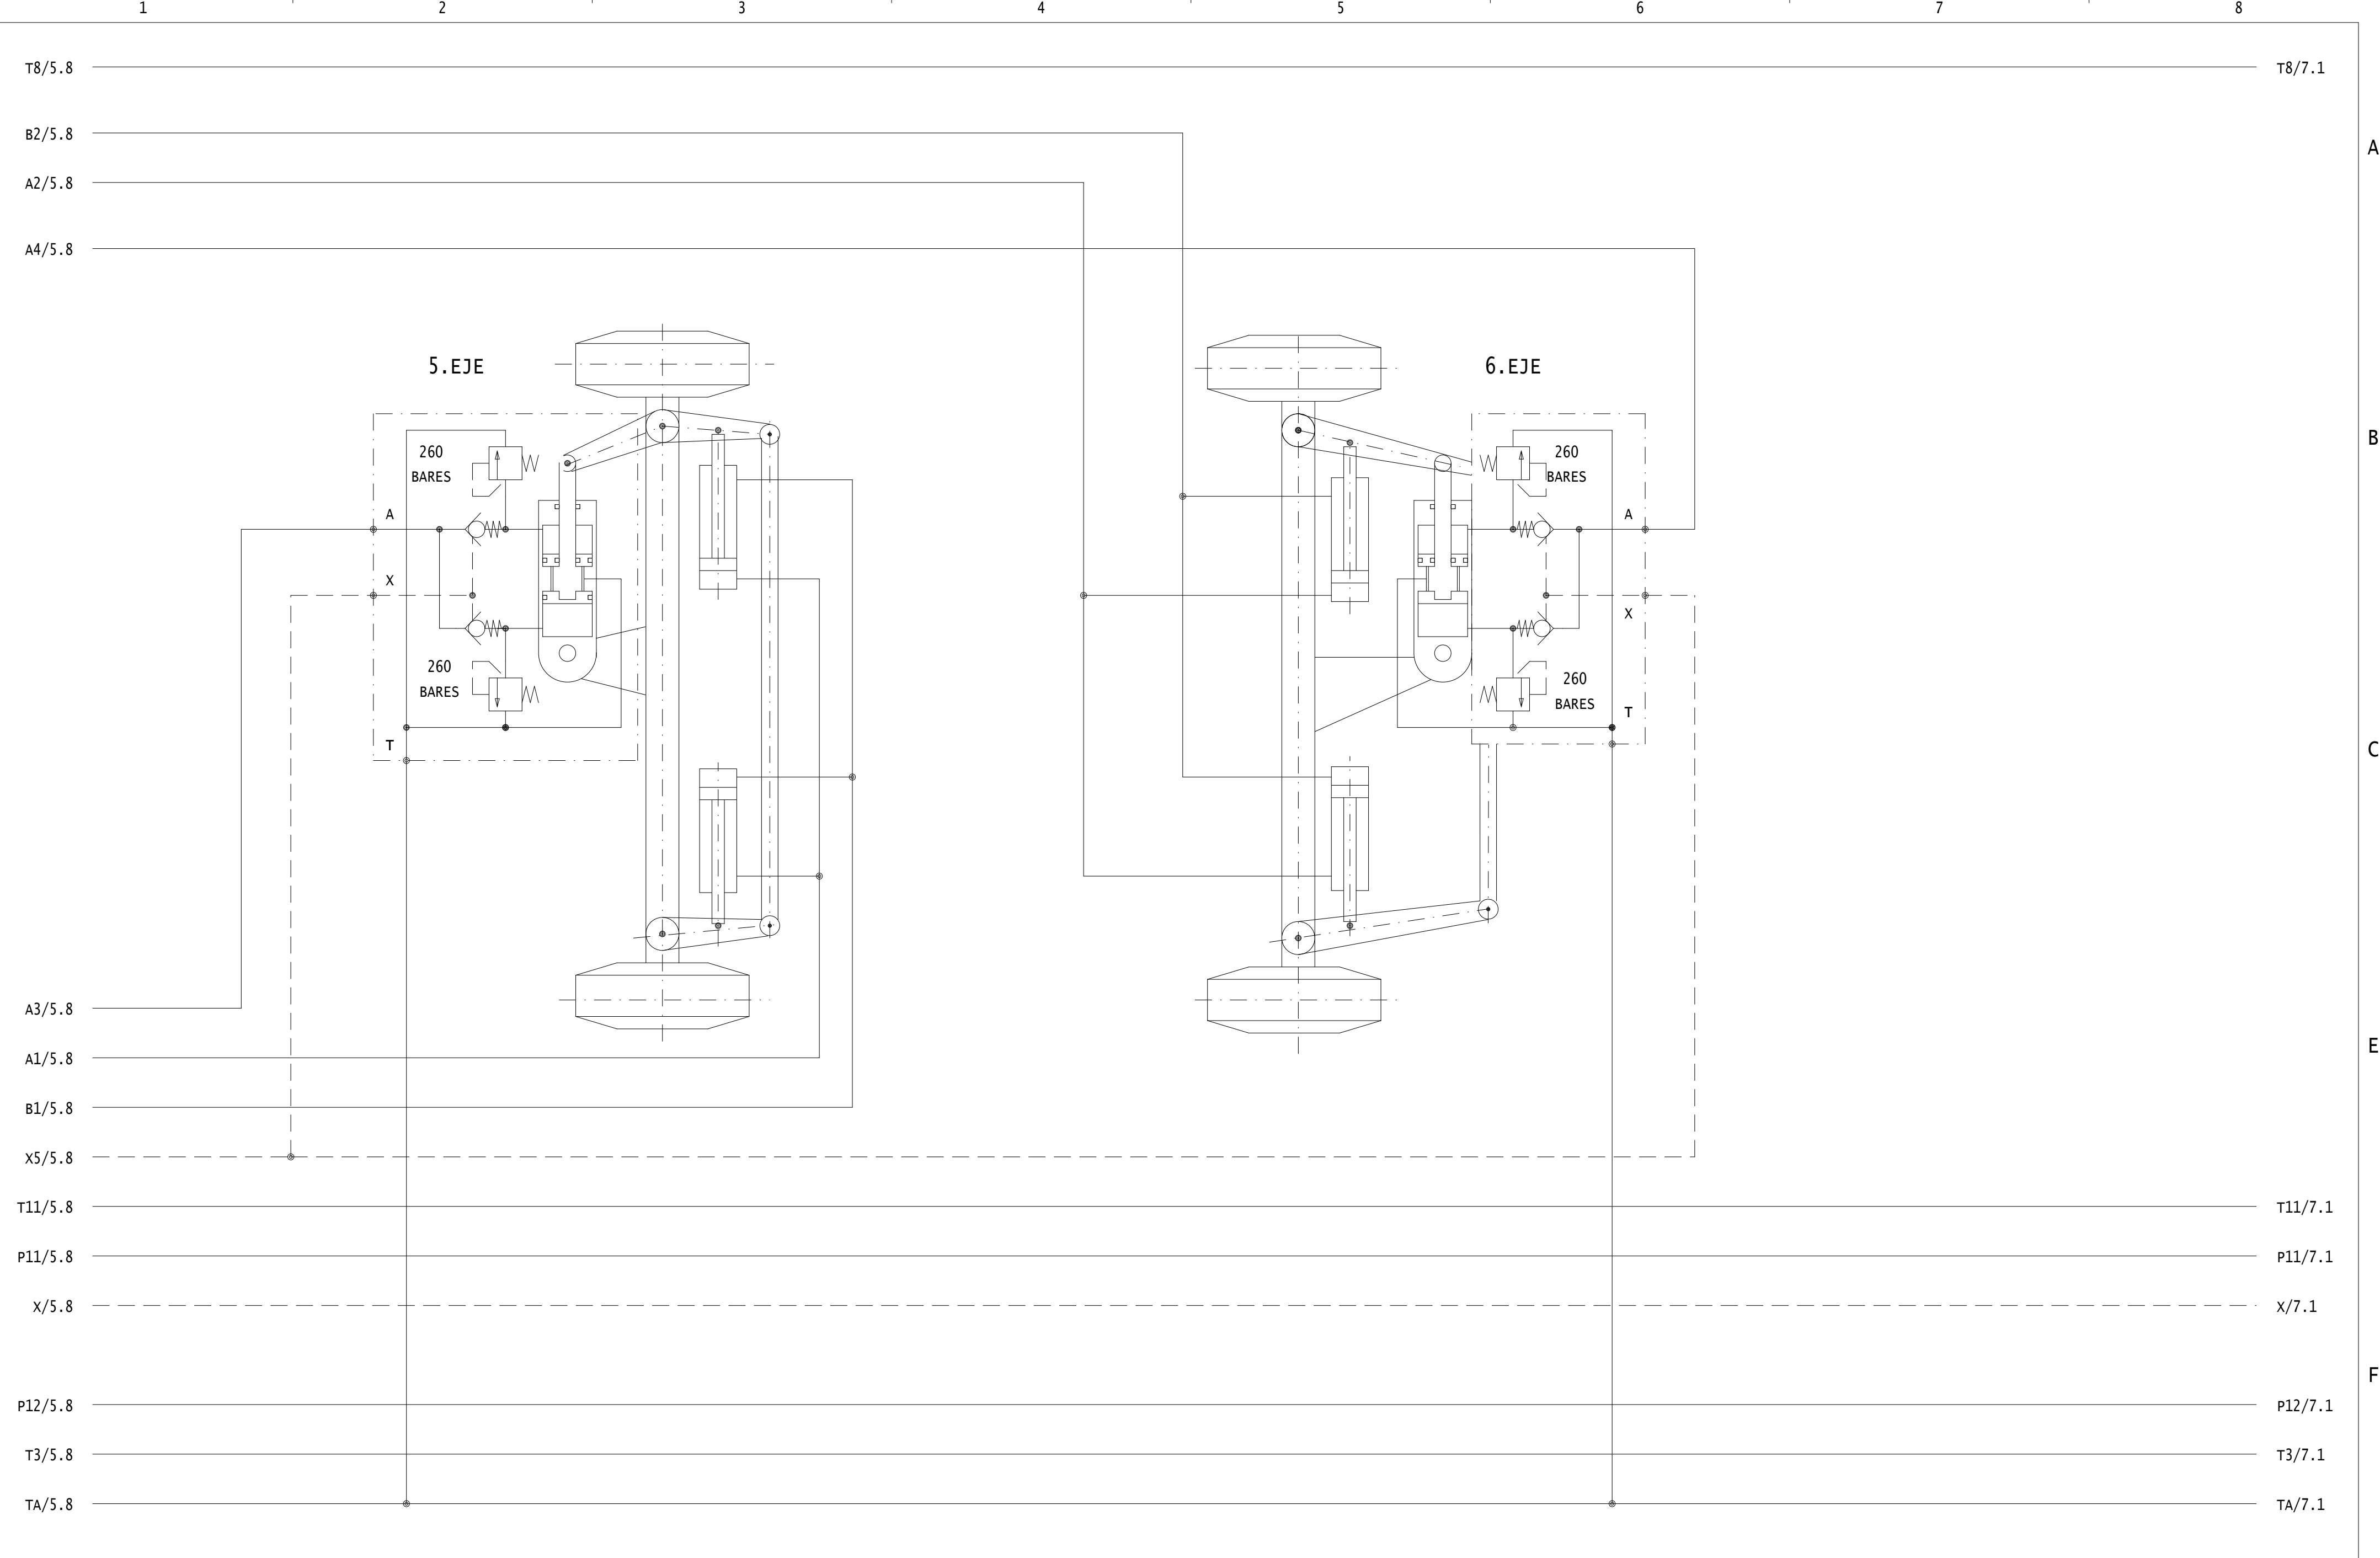 1 2 3 4 5 6 7 8
T8/5.8 T8/7.1
B2/5.8
A
A2/5.8
A4/5.8
5.EJE 6.EJE
B
260 260
BARES BARES
A A
X
X
260 260
BARES BARES
T
T
C
A3/5.8
E
A1/5.8
B1/5.8
X5/5.8
T11/5.8 T11/7.1
P11/5.8 P11/7.1
X/5.8 X/7.1
F
P12/5.8 P12/7.1
T3/5.8 T3/7.1
TA/5.8 TA/7.1